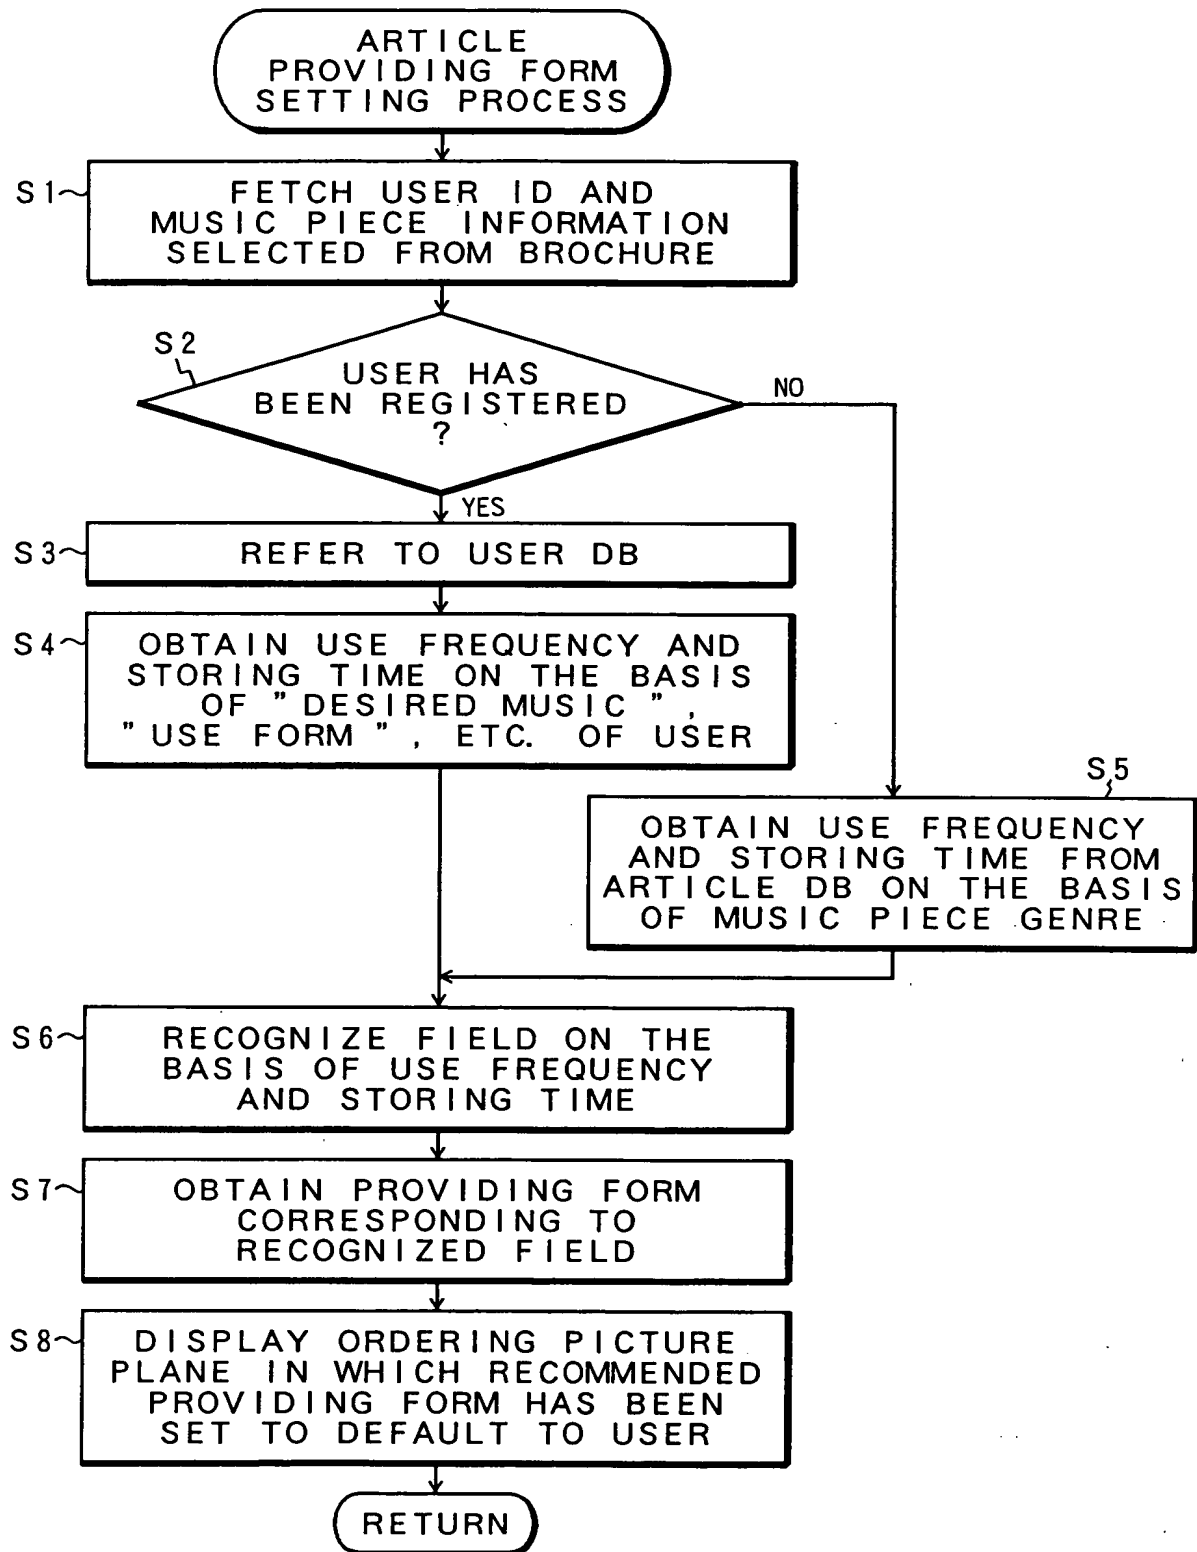 ARTICLE
PROVIDING FORM
SETTING PROCESS
S1
FETCH USER ID AND
MUSIC PIECE INFORMATION
SELECTED FROM BROCHURE
S2
USER HAS
BEEN REGISTERED
?
NO
YES
S3
REFER TO USER DB
S4
OBTAIN USE FREQUENCY AND
STORING TIME ON THE BASIS
OF " DESIRED MUSIC ",
" USE FORM ", ETC. OF USER
S5
OBTAIN USE FREQUENCY
AND STORING TIME FROM
ARTICLE DB ON THE BASIS
OF MUSIC PIECE GENRE
S6
RECOGNIZE FIELD ON THE
BASIS OF USE FREQUENCY
AND STORING TIME
S7
OBTAIN PROVIDING FORM
CORRESPONDING TO
RECOGNIZED FIELD
S8
DISPLAY ORDERING PICTURE
PLANE IN WHICH RECOMMENDED
PROVIDING FORM HAS BEEN
SET TO DEFAULT TO USER
RETURN